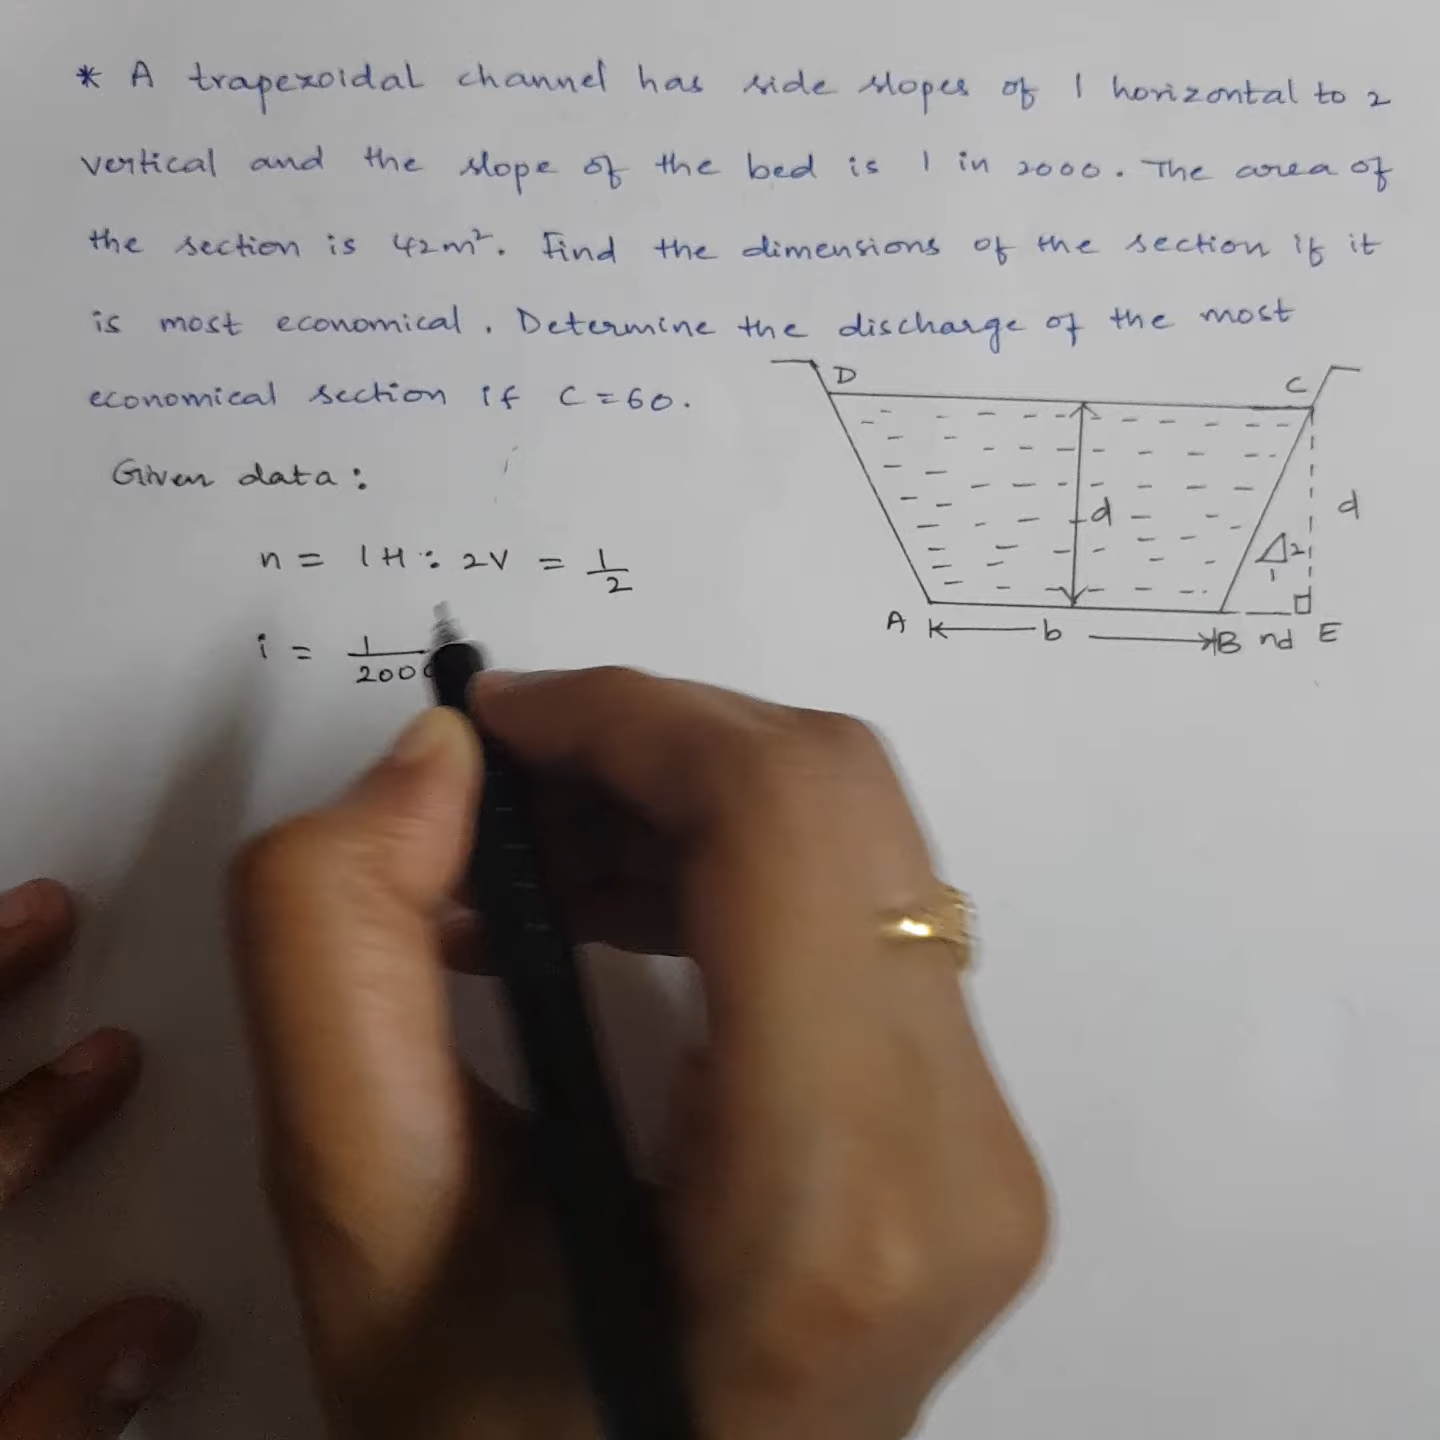 * A trapezoidal channel has side slopes of 1 horizontal to 2
vertical and the slope of the bed is 1 in 2000. The area of
the section is 42m². Find the dimensions of the section if it
is most economical. Determine the discharge of the most
economical section if C = 60.
Given data:
n = 1H : 2V = 1/2
i = 1/2000
D C
d d
2
1
A b B nd E